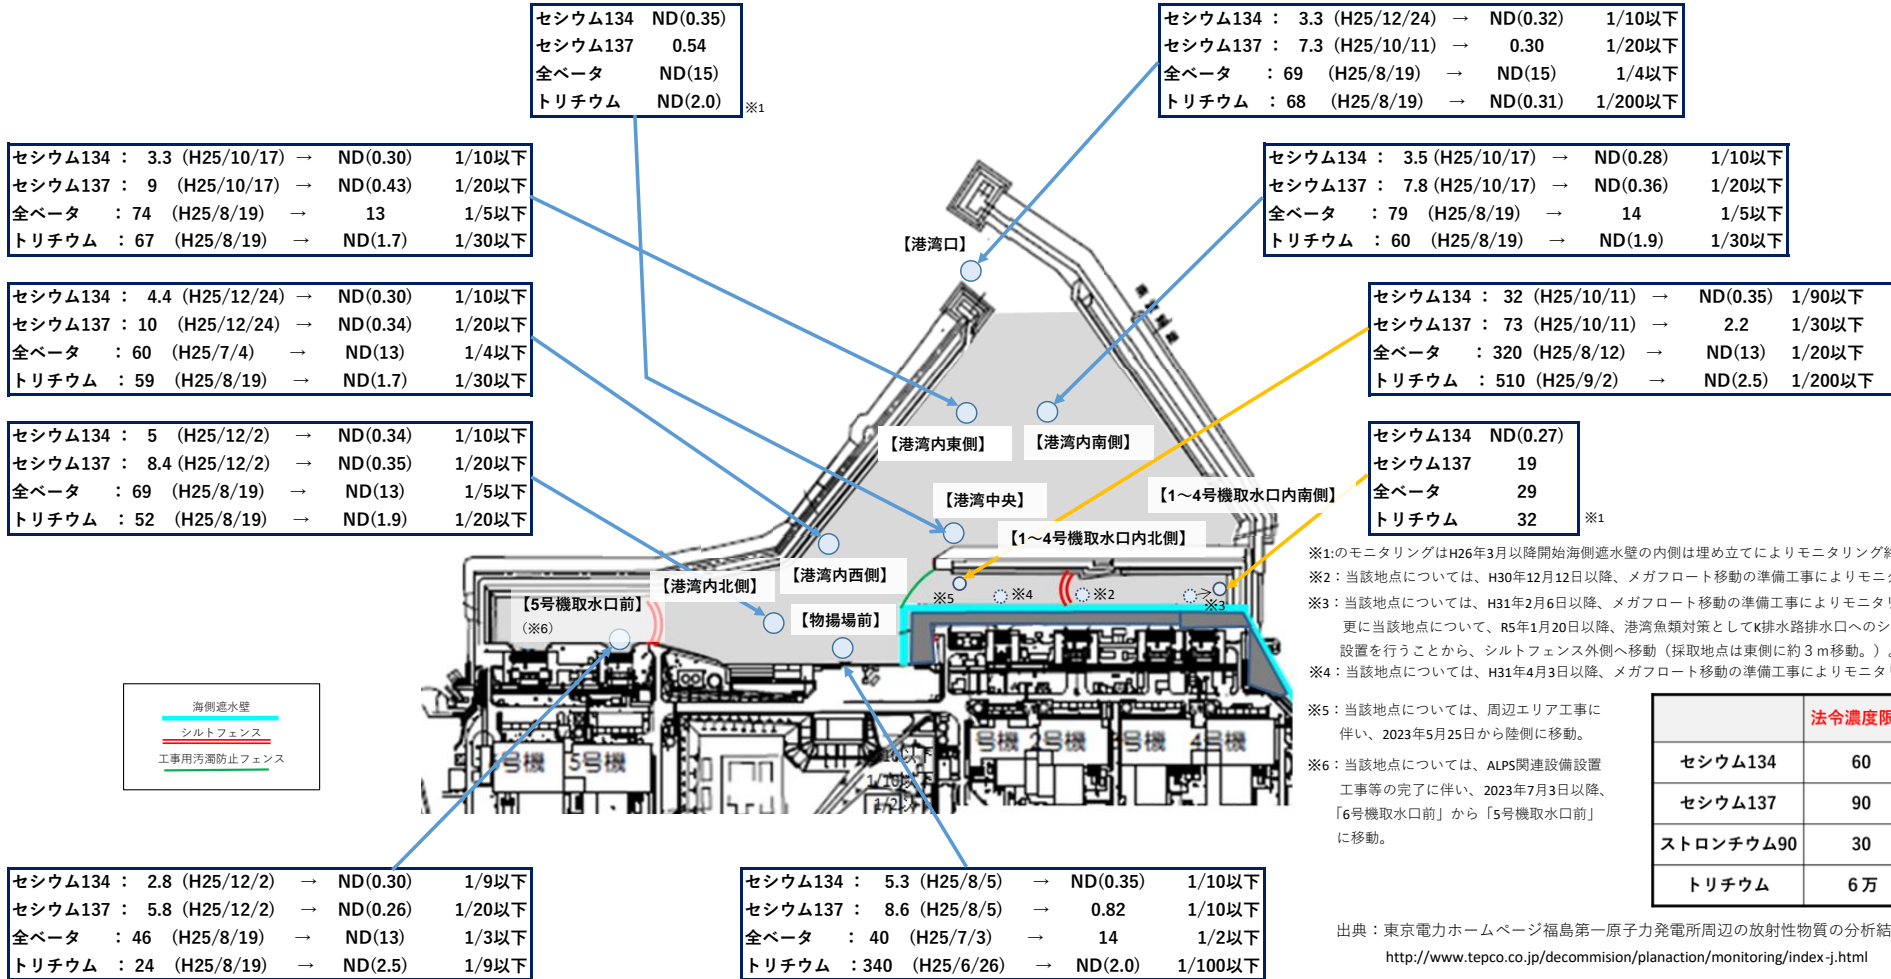 セシウム134 ND(0.35)
セシウム137 0.54
全ベータ ND(15)
トリチウム ND(2.0) ※1
セシウム134 ： 3.3 (H25/12/24) → ND(0.32) 1/10以下
セシウム137 ： 7.3 (H25/10/11) → 0.30 1/20以下
全ベータ ：69 (H25/8/19) → ND(15) 1/4以下
トリチウム ：68 (H25/8/19) → ND(0.31) 1/200以下
セシウム134 ： 3.3 (H25/10/17) → ND(0.30) 1/10以下
セシウム137 ： 9 (H25/10/17) → ND(0.43) 1/20以下
全ベータ ：74 (H25/8/19) → 13 1/5以下
トリチウム ：67 (H25/8/19) → ND(1.7) 1/30以下
セシウム134 ： 3.5 (H25/10/17) → ND(0.28) 1/10以下
セシウム137 ： 7.8 (H25/10/17) → ND(0.36) 1/20以下
全ベータ ：79 (H25/8/19) → 14 1/5以下
トリチウム ：60 (H25/8/19) → ND(1.9) 1/30以下
セシウム134 ： 4.4 (H25/12/24) → ND(0.30) 1/10以下
セシウム137 ：10 (H25/12/24) → ND(0.34) 1/20以下
全ベータ ：60 (H25/7/4) → ND(13) 1/4以下
トリチウム ：59 (H25/8/19) → ND(1.7) 1/30以下
セシウム134 ： 32 (H25/10/11) → ND(0.35) 1/90以下
セシウム137 ： 73 (H25/10/11) → 2.2 1/30以下
全ベータ ：320 (H25/8/12) → ND(13) 1/20以下
トリチウム ：510 (H25/9/2) → ND(2.5) 1/200以下
セシウム134 ： 5 (H25/12/2) → ND(0.34) 1/10以下
セシウム137 ： 8.4 (H25/12/2) → ND(0.35) 1/20以下
全ベータ ：69 (H25/8/19) → ND(13) 1/5以下
トリチウム ：52 (H25/8/19) → ND(1.9) 1/20以下
セシウム134 ND(0.27)
セシウム137 19
全ベータ 29
トリチウム 32 ※1
【港湾口】
【港湾内東側】
【港湾内南側】
【港湾中央】
【1～4号機取水口内南側】
【1～4号機取水口内北側】
【港湾内西側】
【港湾内北側】
【5号機取水口前】
（※6）
【物揚場前】
※5
※4
※2
※3
号機 5号機
号機 2号機 号機 4号機
1/10以下
1/10以下
海側遮水壁
シルトフェンス
工事用汚濁防止フェンス
※1:のモニタリングはH26年3月以降開始海側遮水壁の内側は埋め立てによりモニタリング終
※2：当該地点については、H30年12月12日以降、メガフロート移動の準備工事によりモニタ
※3：当該地点については、H31年2月6日以降、メガフロート移動の準備工事によりモニタリ
更に当該地点について、R5年1月20日以降、港湾魚類対策としてK排水路排水口へのシ
設置を行うことから、シルトフェンス外側へ移動（採取地点は東側に約３ｍ移動。）。
※4：当該地点については、H31年4月3日以降、メガフロート移動の準備工事によりモニタリ
※5：当該地点については、周辺エリア工事に
伴い、2023年5月25日から陸側に移動。
※6：当該地点については、ALPS関連設備設置
工事等の完了に伴い、2023年7月3日以降、
「6号機取水口前」から「5号機取水口前」
に移動。
法令濃度限
セシウム134 60
セシウム137 90
ストロンチウム90 30
トリチウム 6万
セシウム134 ： 2.8 (H25/12/2) → ND(0.30) 1/9以下
セシウム137 ： 5.8 (H25/12/2) → ND(0.26) 1/20以下
全ベータ ：46 (H25/8/19) → ND(13) 1/3以下
トリチウム ：24 (H25/8/19) → ND(2.5) 1/9以下
セシウム134 ： 5.3 (H25/8/5) → ND(0.35) 1/10以下
セシウム137 ： 8.6 (H25/8/5) → 0.82 1/10以下
全ベータ ：40 (H25/7/3) → 14 1/2以下
トリチウム ：340 (H25/6/26) → ND(2.0) 1/100以下
出典：東京電力ホームページ福島第一原子力発電所周辺の放射性物質の分析結
http://www.tepco.co.jp/decommision/planaction/monitoring/index-j.html